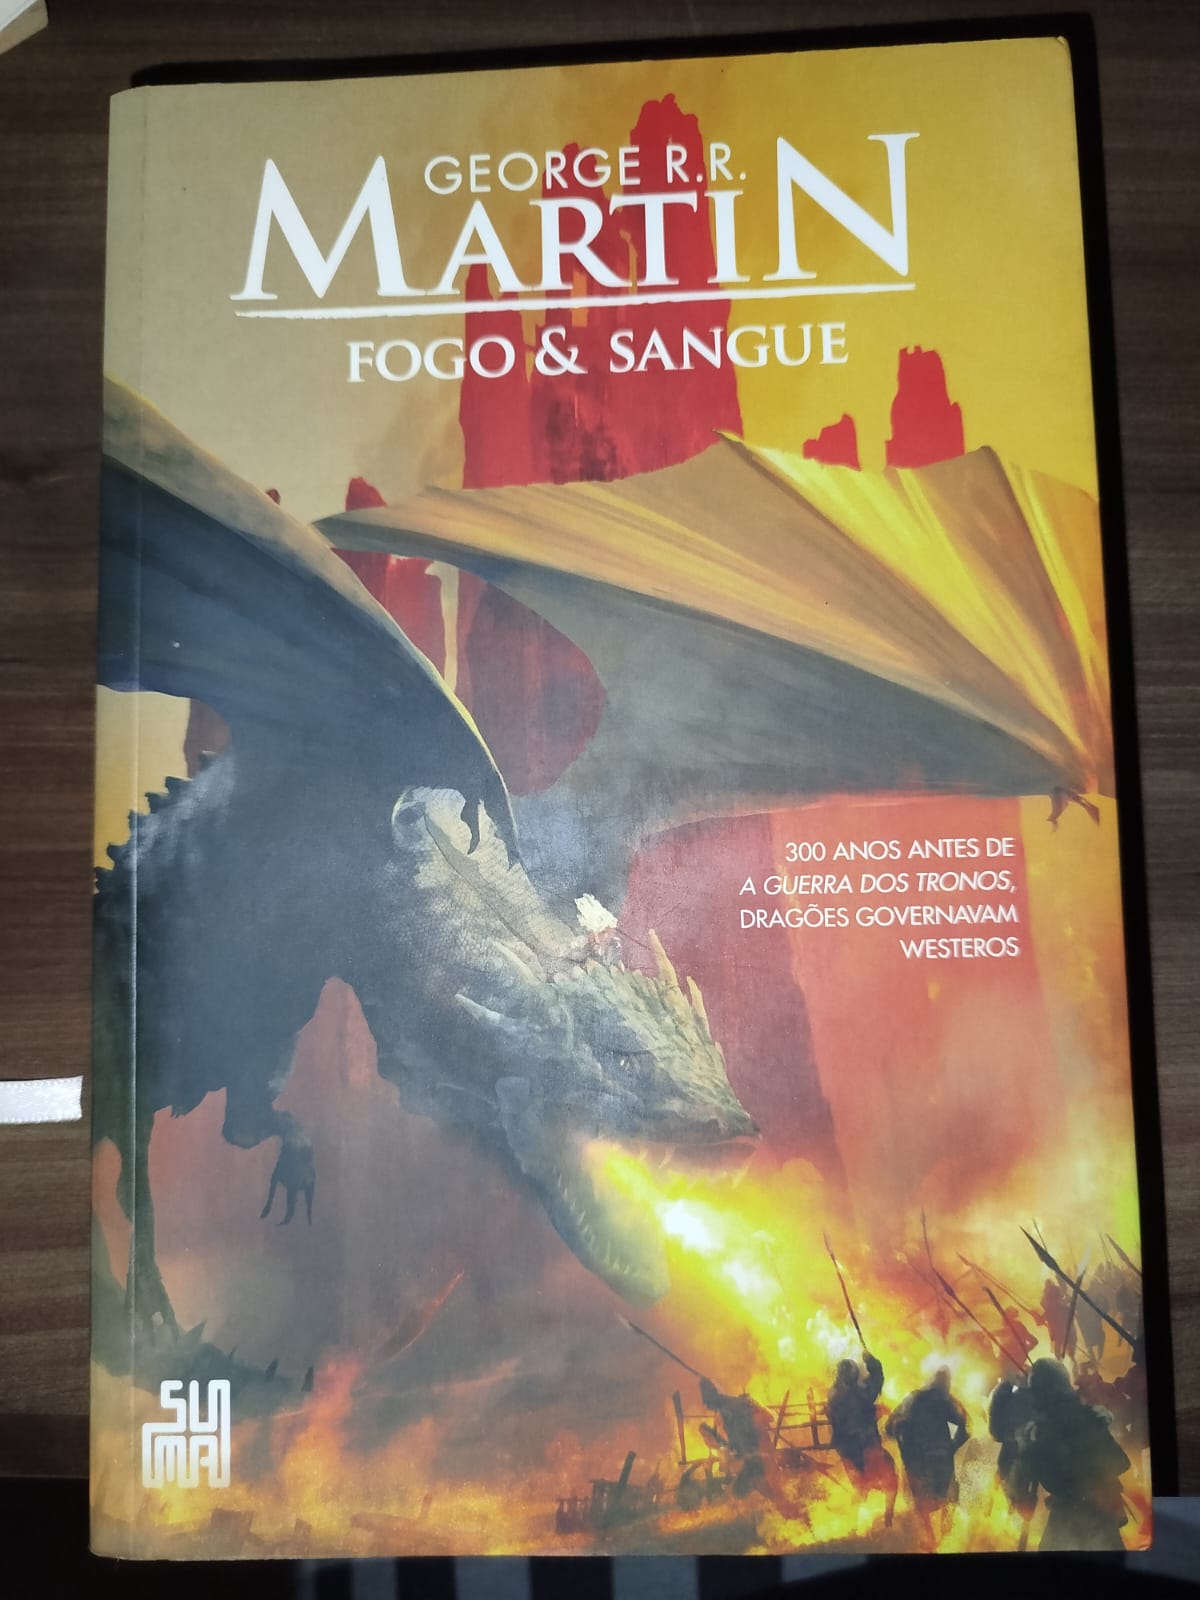 GEORGE R.R.
MARTIN
FOGO & SANGUE
300 ANOS ANTES DE
A GUERRA DOS TRONOS,
DRAGÕES GOVERNAVAM
WESTEROS
SUMA